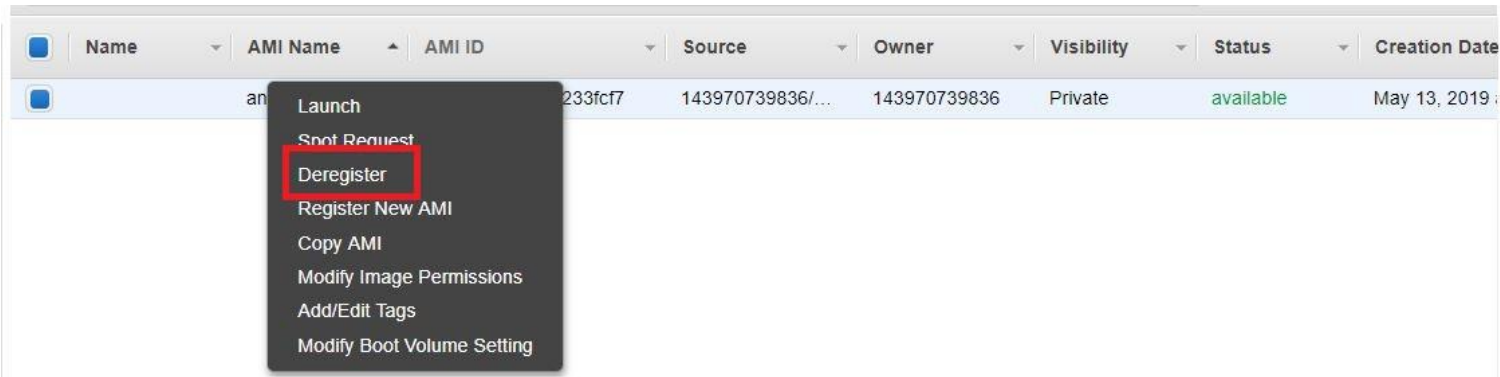 Name AMI Name AMI ID Source Owner Visibility Status Creation Date
an 233fcf7 143970739836/... 143970739836 Private available May 13, 2019
Launch
Spot Request
Deregister
Register New AMI
Copy AMI
Modify Image Permissions
Add/Edit Tags
Modify Boot Volume Setting